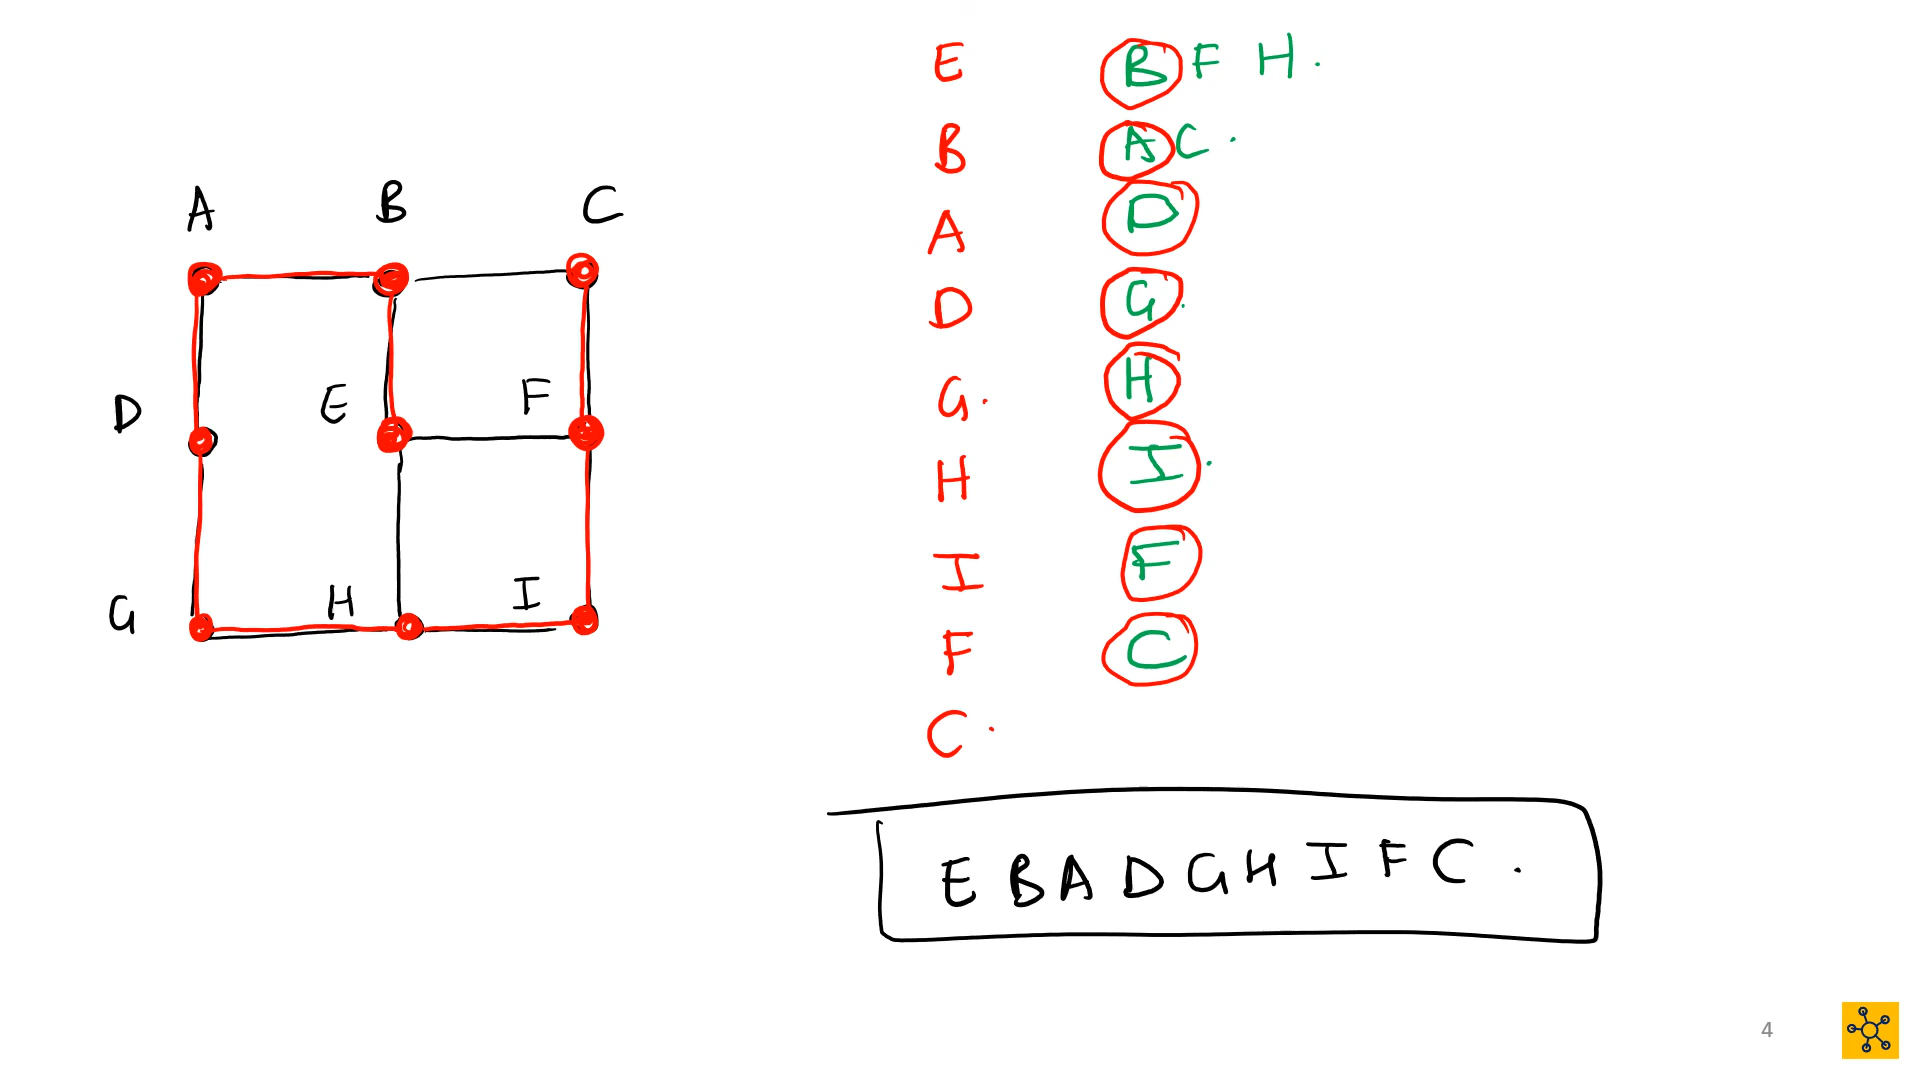 A B C
D E F
G H I
E B F H.
B A C.
A D
D G.
G. H
H I.
I F
F C
C.
E B A D G H I F C.
4